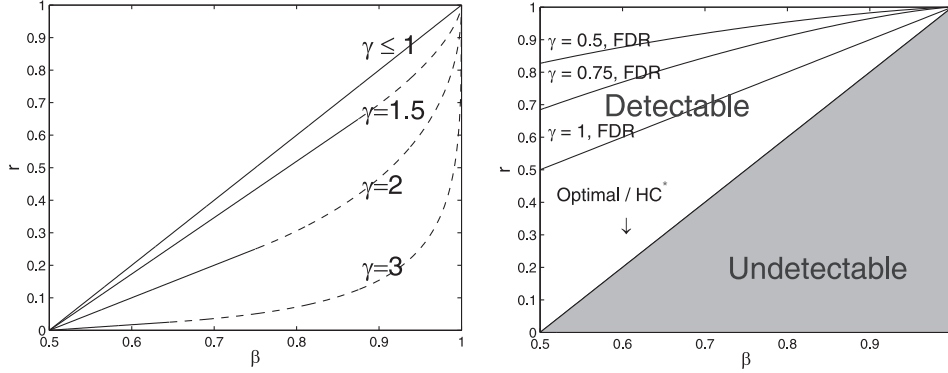 1
0.9
0.8
0.7
0.6
0.5
0.4
0.3
0.2
0.1
0
r
γ ≤ 1
γ=1.5
γ=2
γ=3
0.5 0.6 0.7 0.8 0.9 1
β
1
0.9
0.8
0.7
0.6
0.5
0.4
0.3
0.2
0.1
0
r
γ = 0.5, FDR
γ = 0.75, FDR
Detectable
γ = 1, FDR
Optimal / HC*
↓
Undetectable
0.5 0.6 0.7 0.8 0.9
β